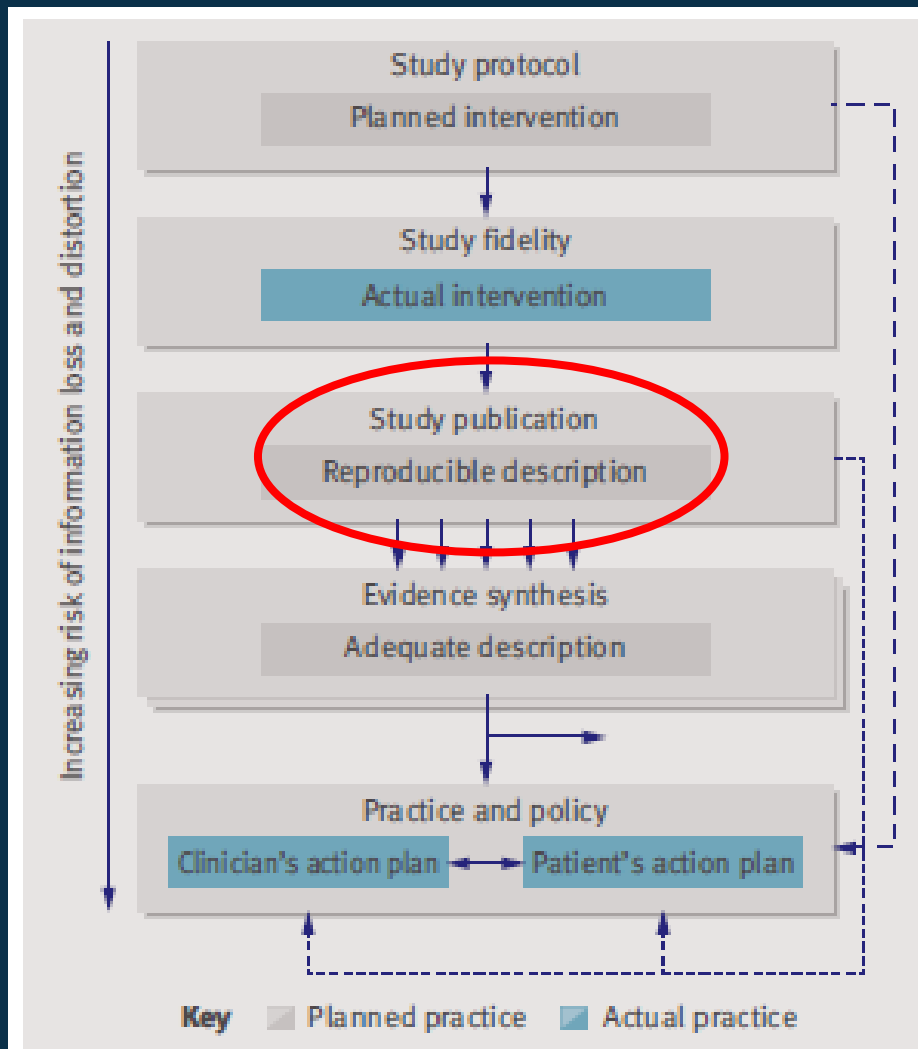 Study protocol
Planned intervention
Study fidelity
Actual intervention
Study publication
Reproducible description
Evidence synthesis
Adequate description
Practice and policy
Clinician's action plan
Patient's action plan
Increasing risk of information loss and distortion
Key Planned practice Actual practice